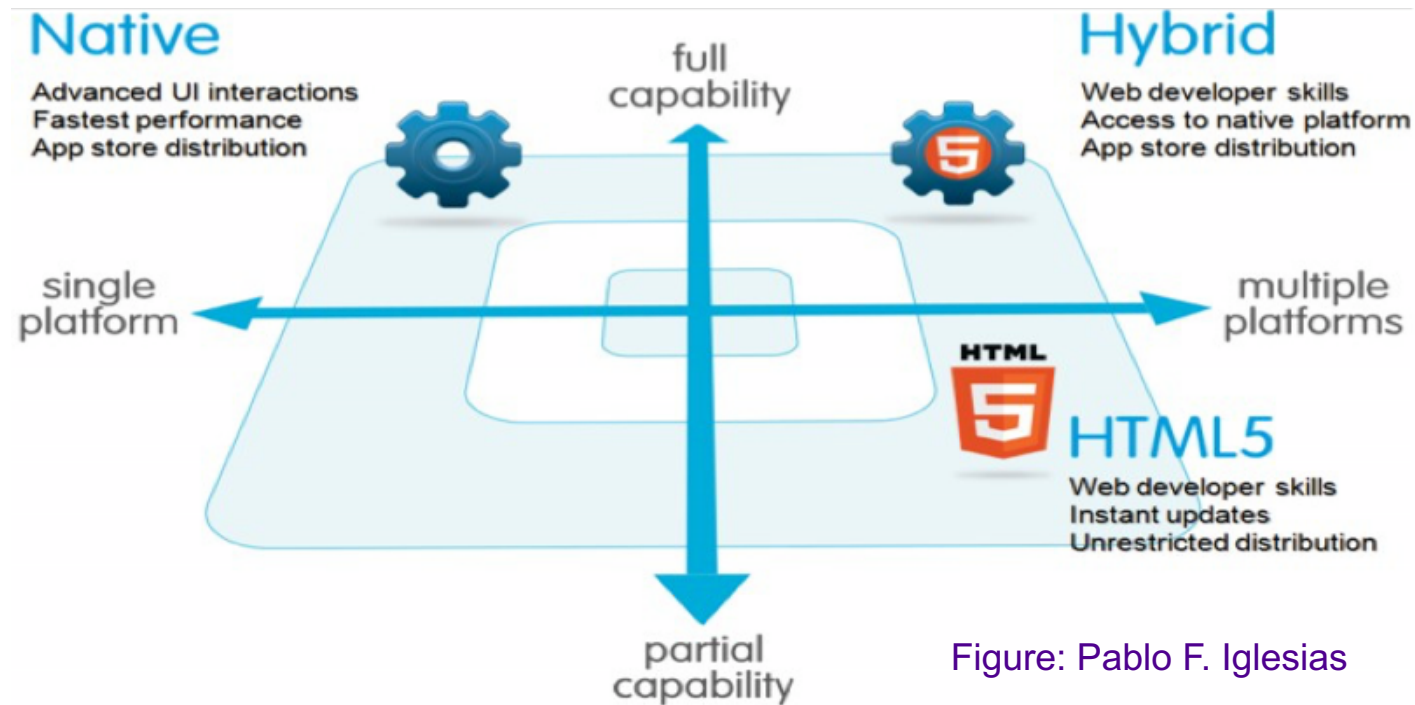 Native
Advanced UI interactions
Fastest performance
App store distribution
full
capability
Hybrid
Web developer skills
Access to native platform
App store distribution
5
single
platform
multiple
platforms
HTML
5
HTML5
Web developer skills
Instant updates
Unrestricted distribution
partial
capability
Figure: Pablo F. Iglesias